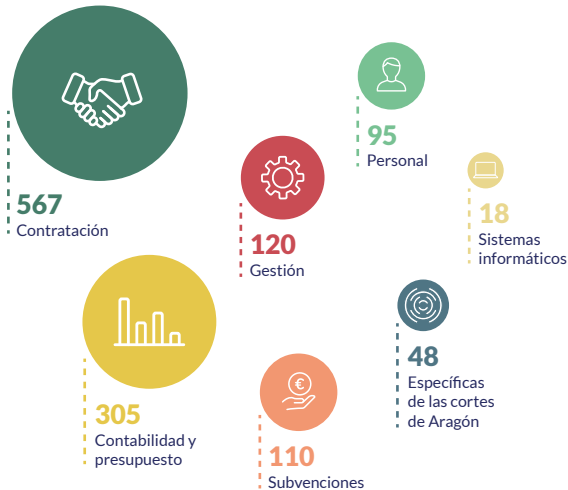 95
Personal
567
Contratación
18
Sistemas
informáticos
120
Gestión
48
Específicas
de las cortes
de Aragón
305
Contabilidad y
presupuesto
€
110
Subvenciones